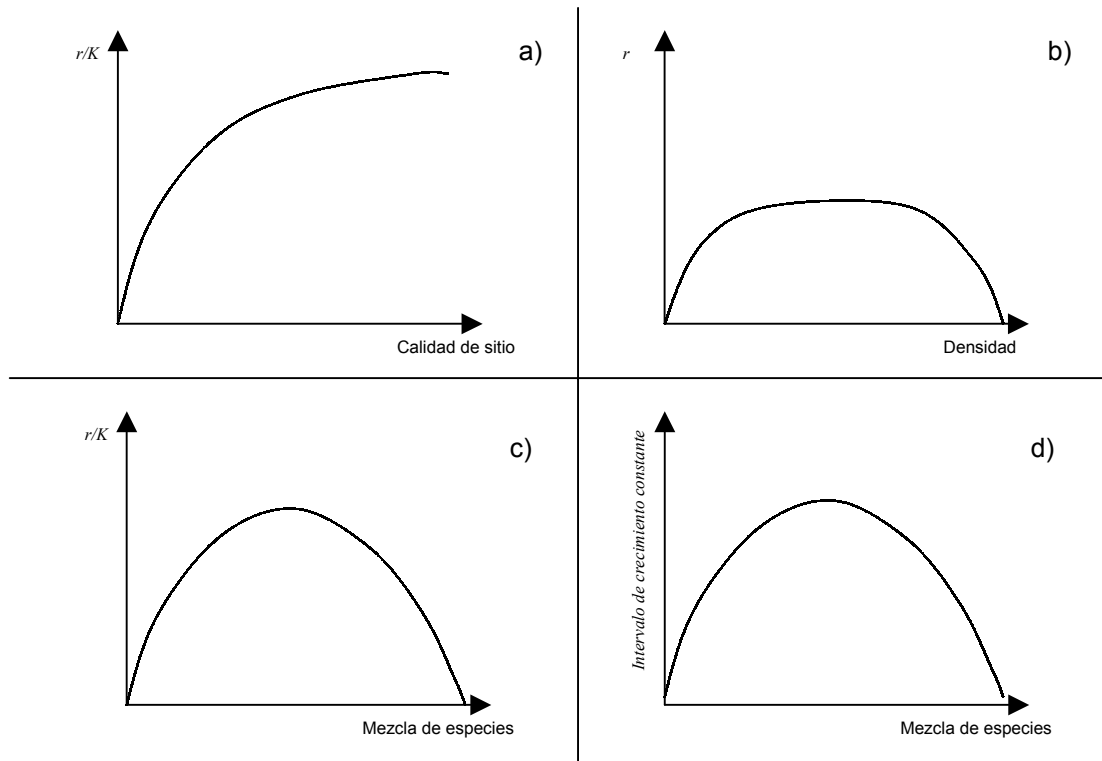 r/K
a)
Calidad de sitio
r
b)
Densidad
r/K
c)
Mezcla de especies
Intervalo de crecimiento constante
d)
Mezcla de especies